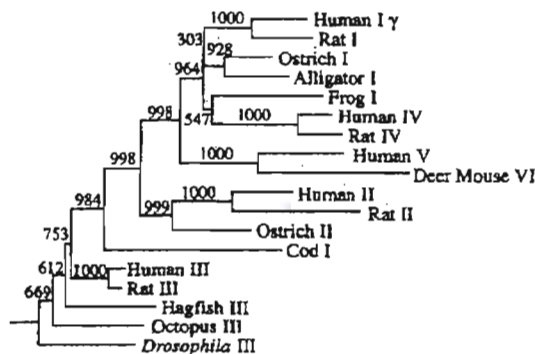 1000 Human I γ
303 Rat I
928 Ostrich I
964 Alligator I
Frog I
547 1000 Human IV
998 Rat IV
1000 Human V
998 Deer Mouse VI
1000 Human II
984 999 Rat II
Ostrich II
753 Cod I
612 1000 Human III
Rat III
669 Hagfish III
Octopus III
Drosophila III